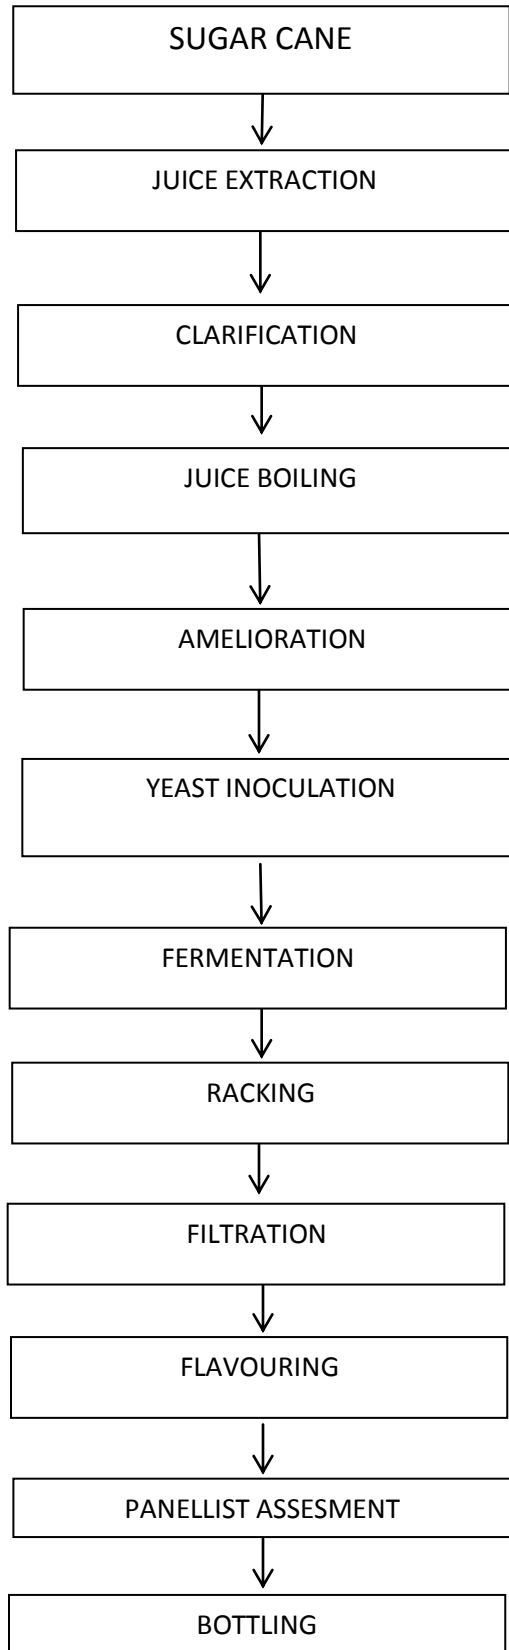 SUGAR CANE
JUICE EXTRACTION
CLARIFICATION
JUICE BOILING
AMELIORATION
YEAST INOCULATION
FERMENTATION
RACKING
FILTRATION
FLAVOURING
PANELLIST ASSESMENT
BOTTLING